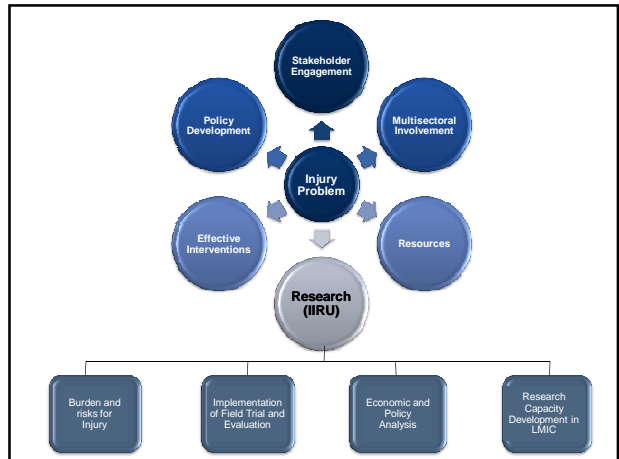 Stakeholder
Engagement
Policy
Development
Multisectoral
Involvement
Injury
Problem
Effective
Interventions
Resources
Research
(IIRU)
Burden and
risks for
Injury
Implementation
of Field Trial and
Evaluation
Economic and
Policy
Analysis
Research
Capacity
Development in
LMIC